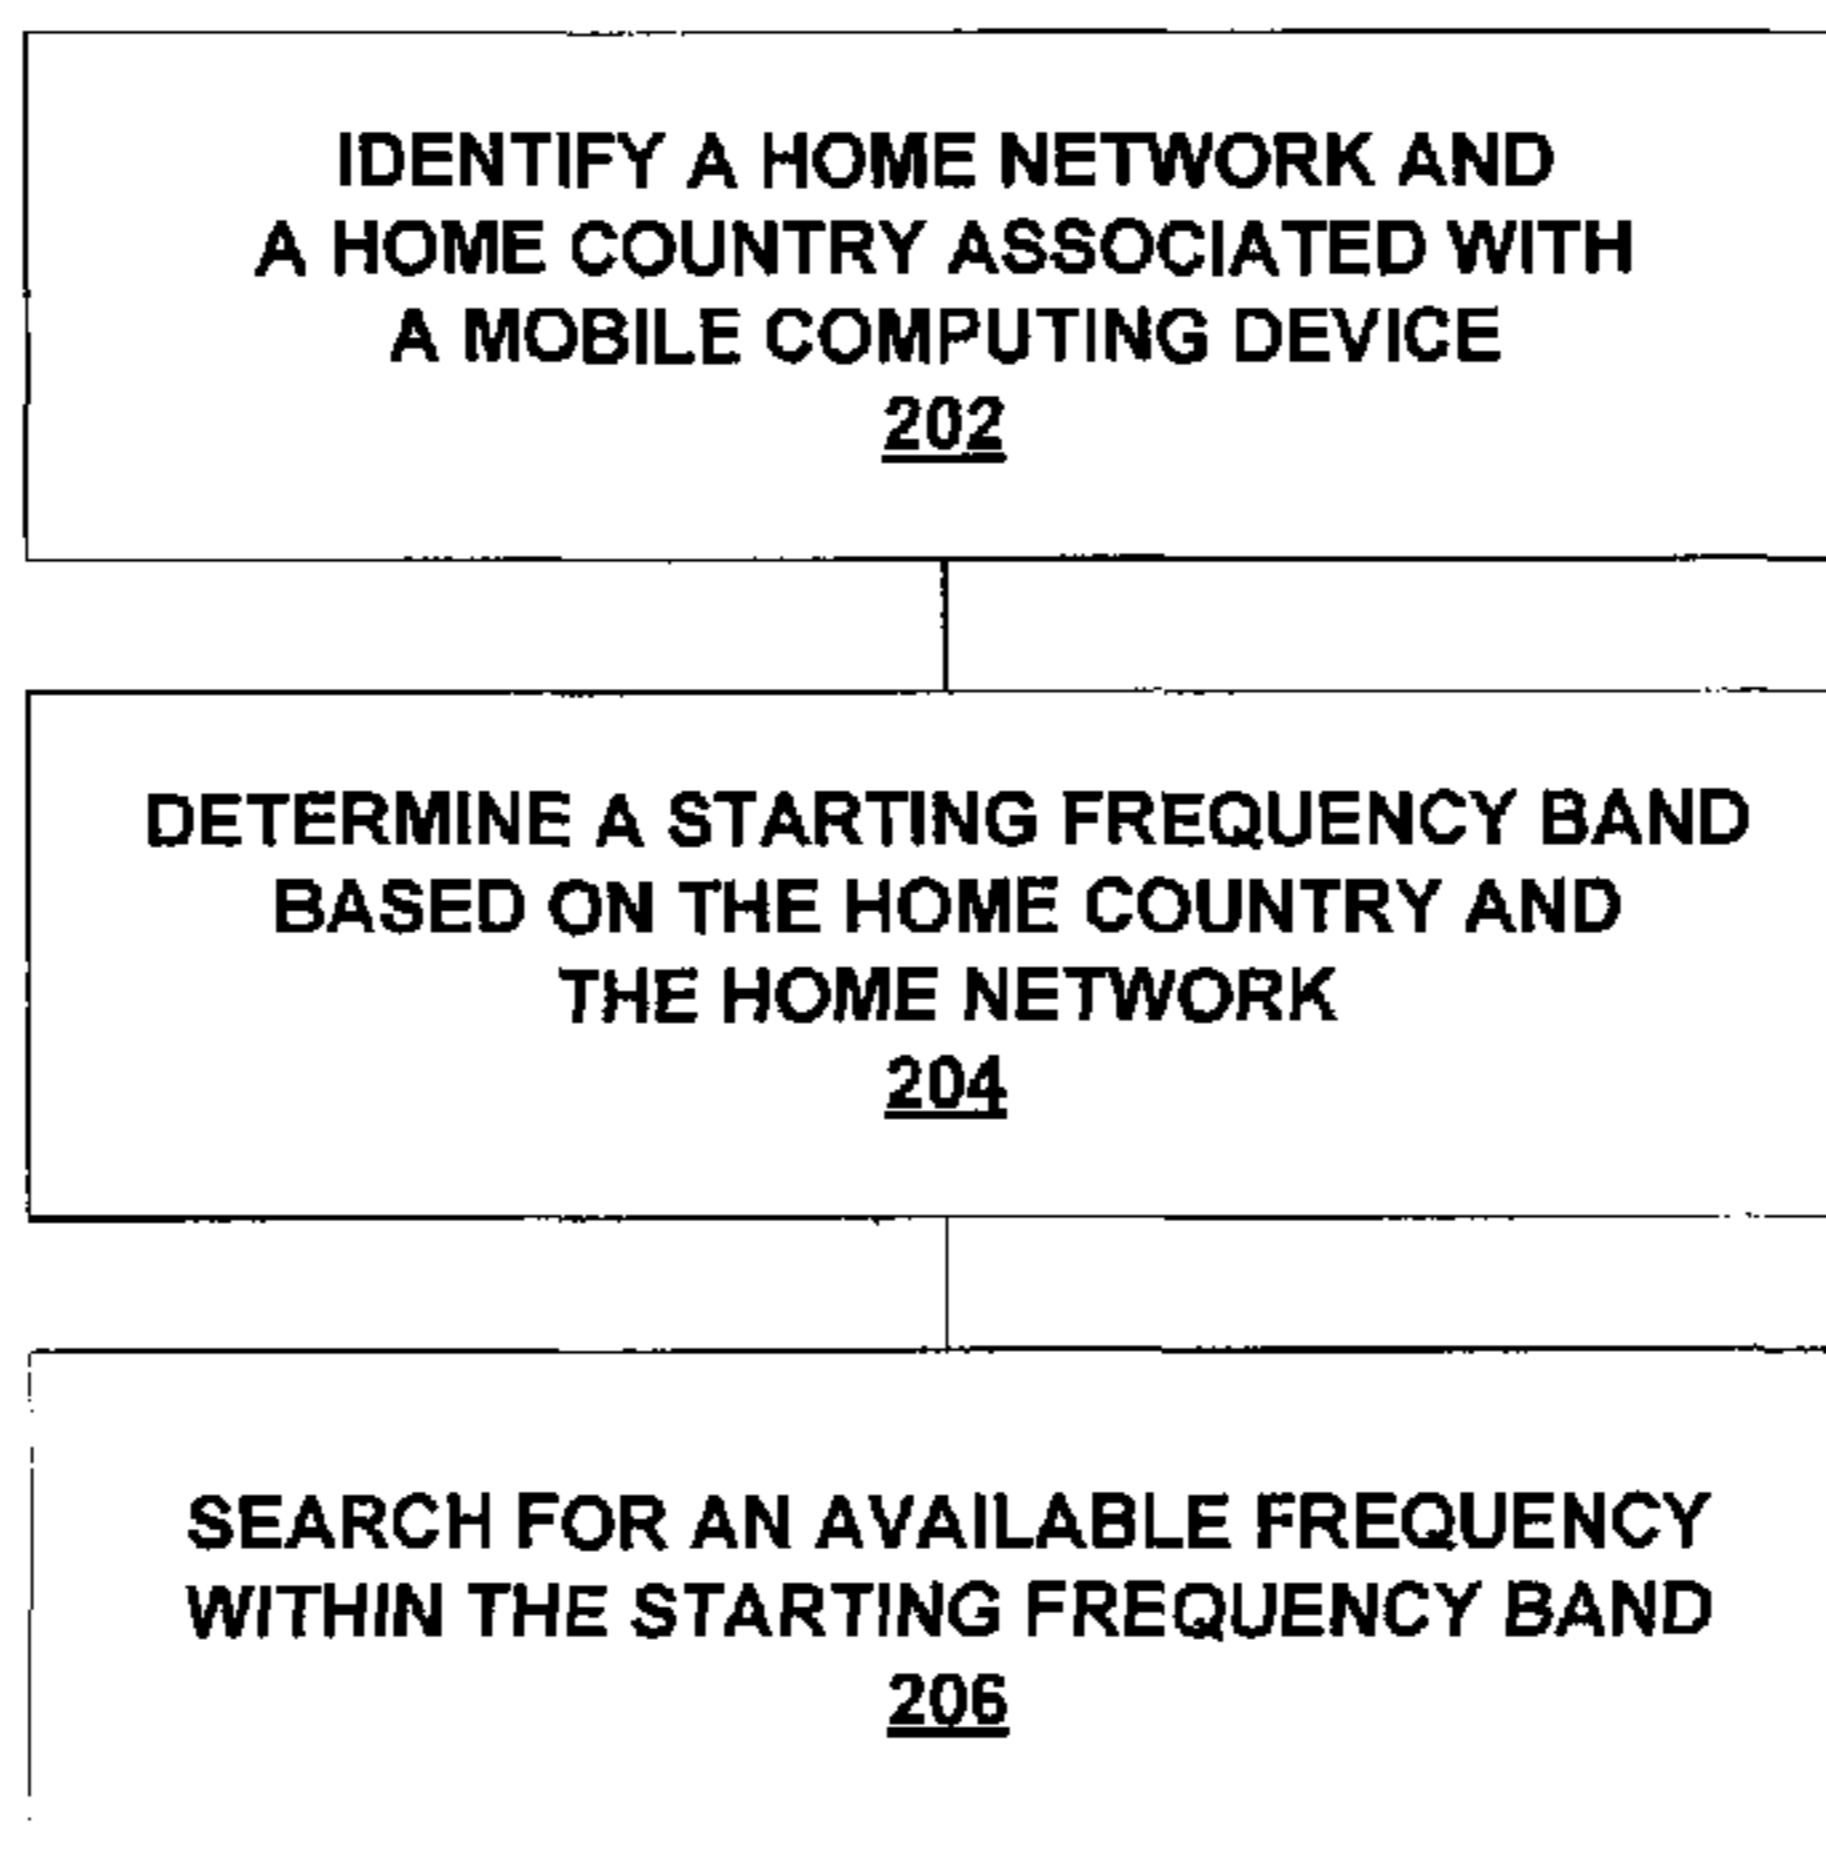 IDENTIFY A HOME NETWORK AND
A HOME COUNTRY ASSOCIATED WITH
A MOBILE COMPUTING DEVICE
202
DETERMINE A STARTING FREQUENCY BAND
BASED ON THE HOME COUNTRY AND
THE HOME NETWORK
204
SEARCH FOR AN AVAILABLE FREQUENCY
WITHIN THE STARTING FREQUENCY BAND
206